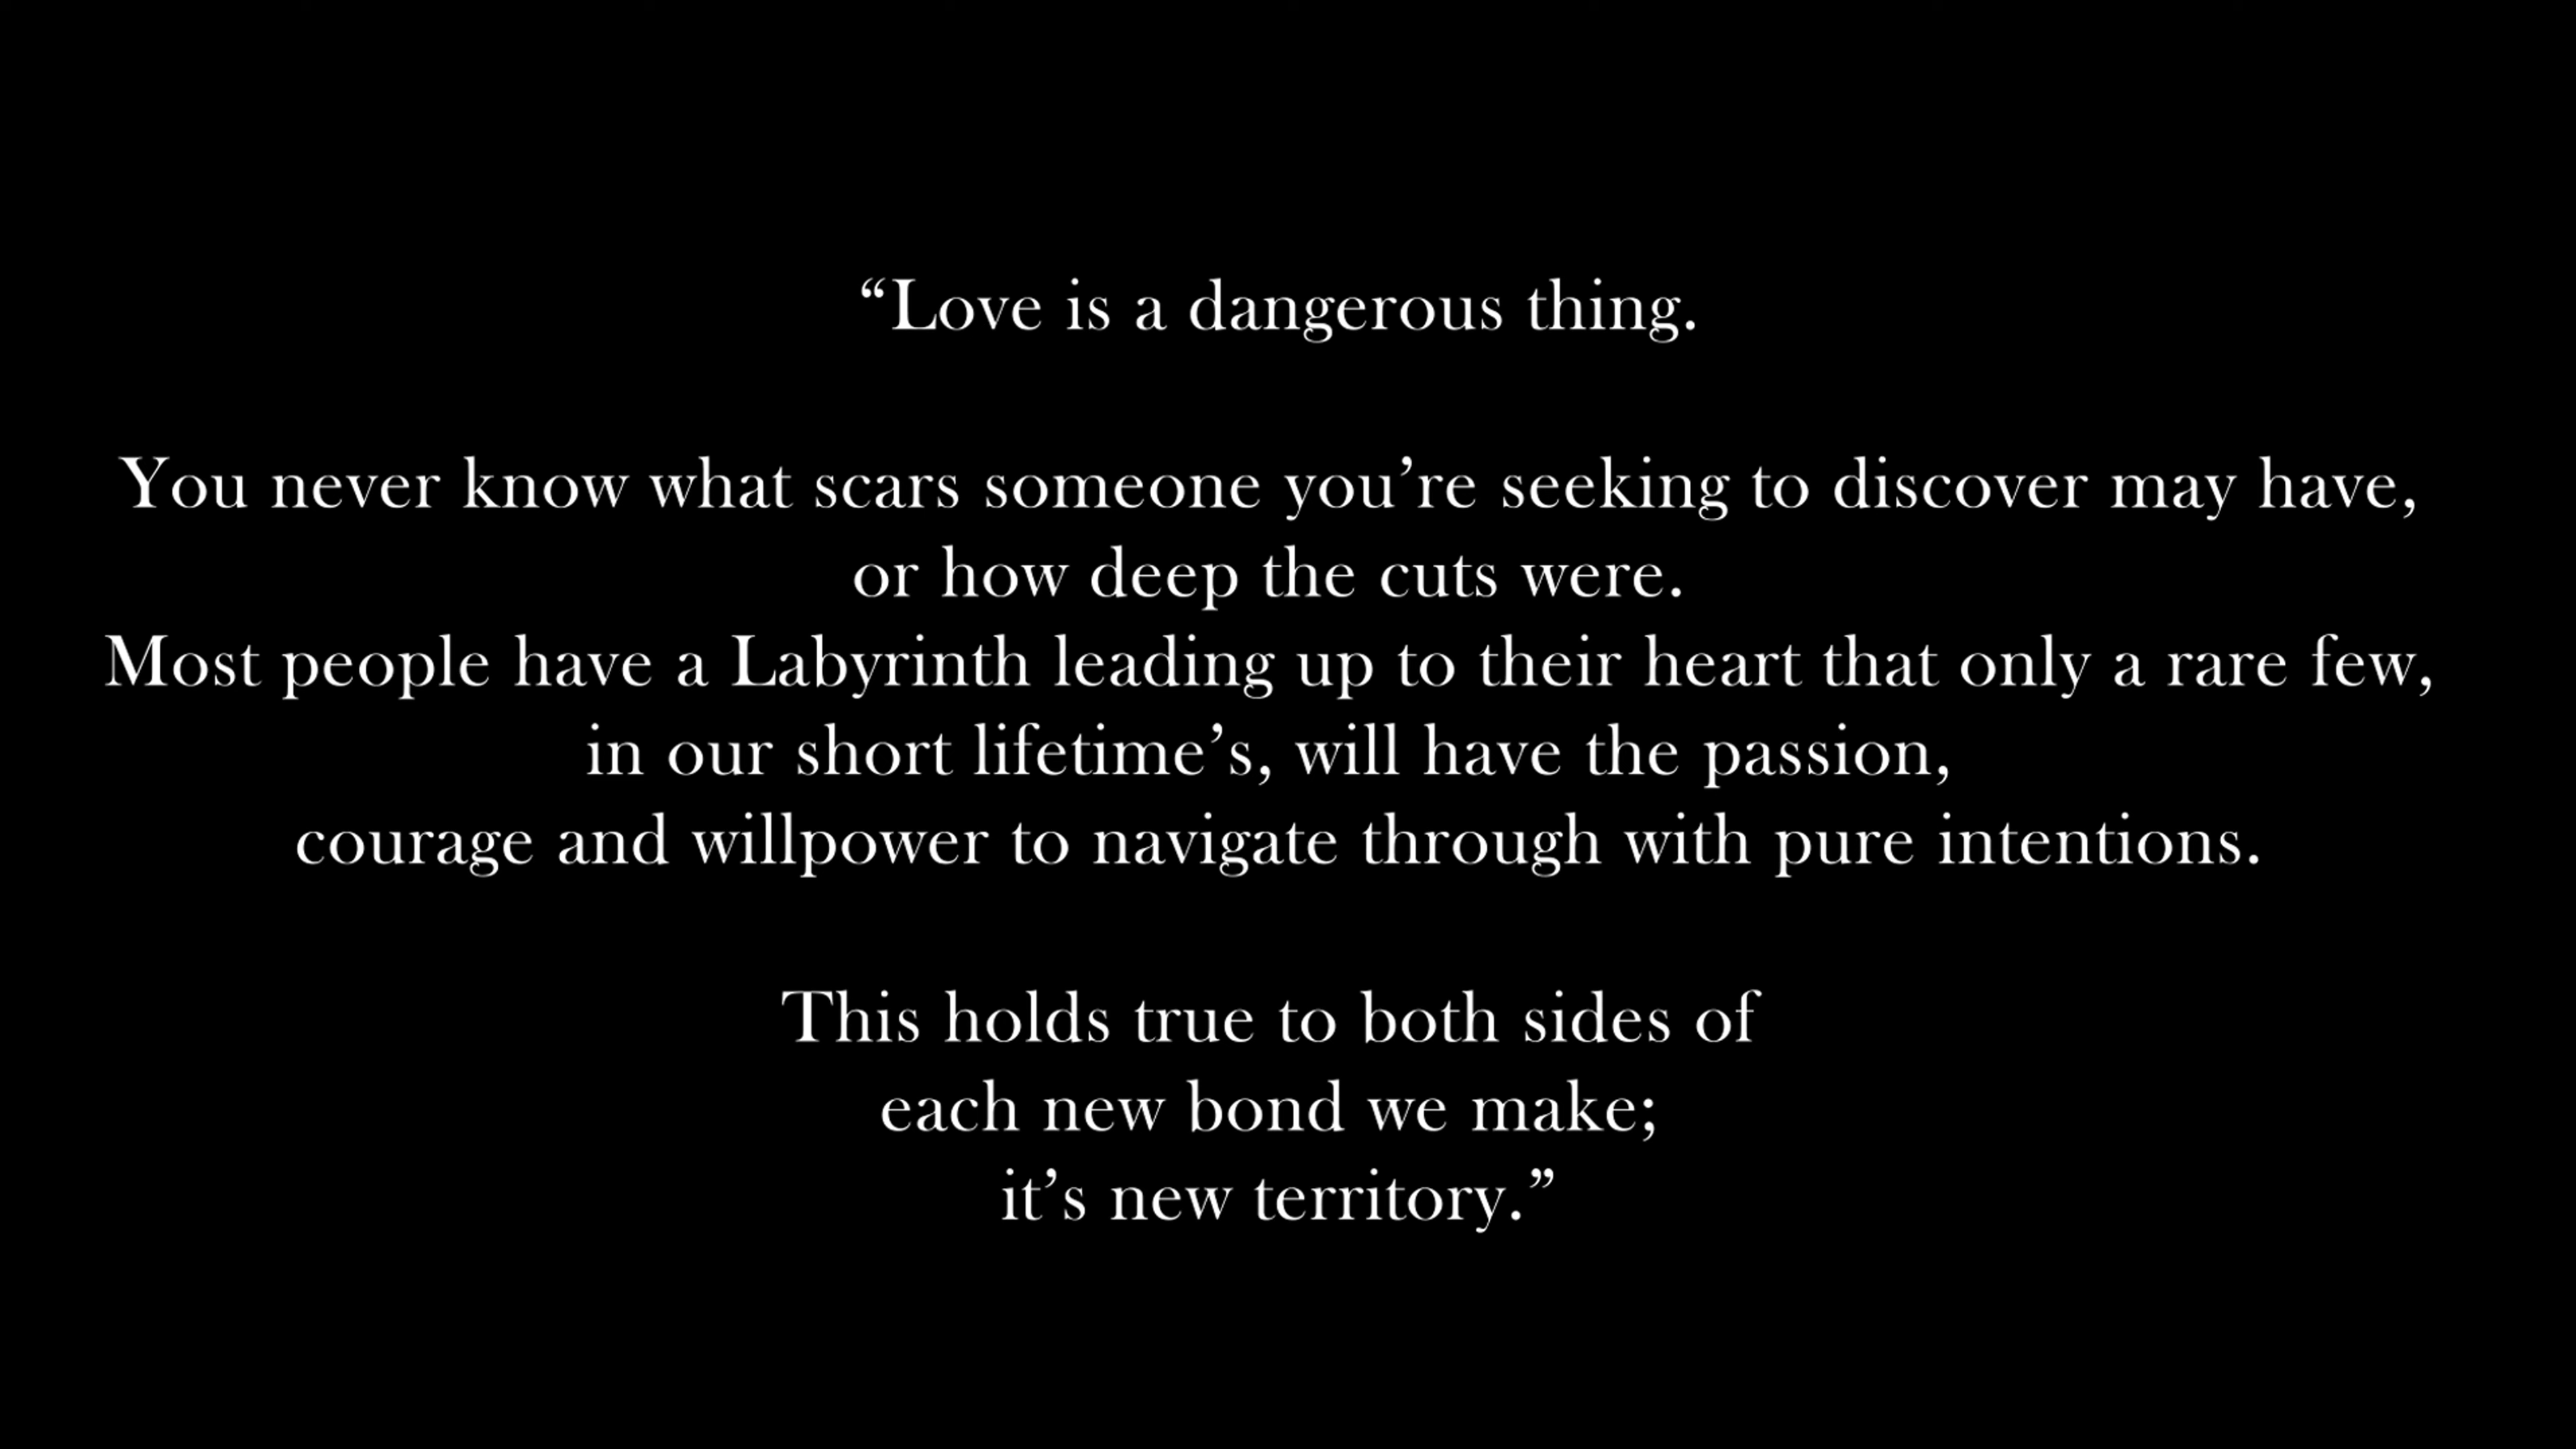 “Love is a dangerous thing.
You never know what scars someone you’re seeking to discover may have,
or how deep the cuts were.
Most people have a Labyrinth leading up to their heart that only a rare few,
in our short lifetime’s, will have the passion,
courage and willpower to navigate through with pure intentions.
This holds true to both sides of
each new bond we make;
it’s new territory.”